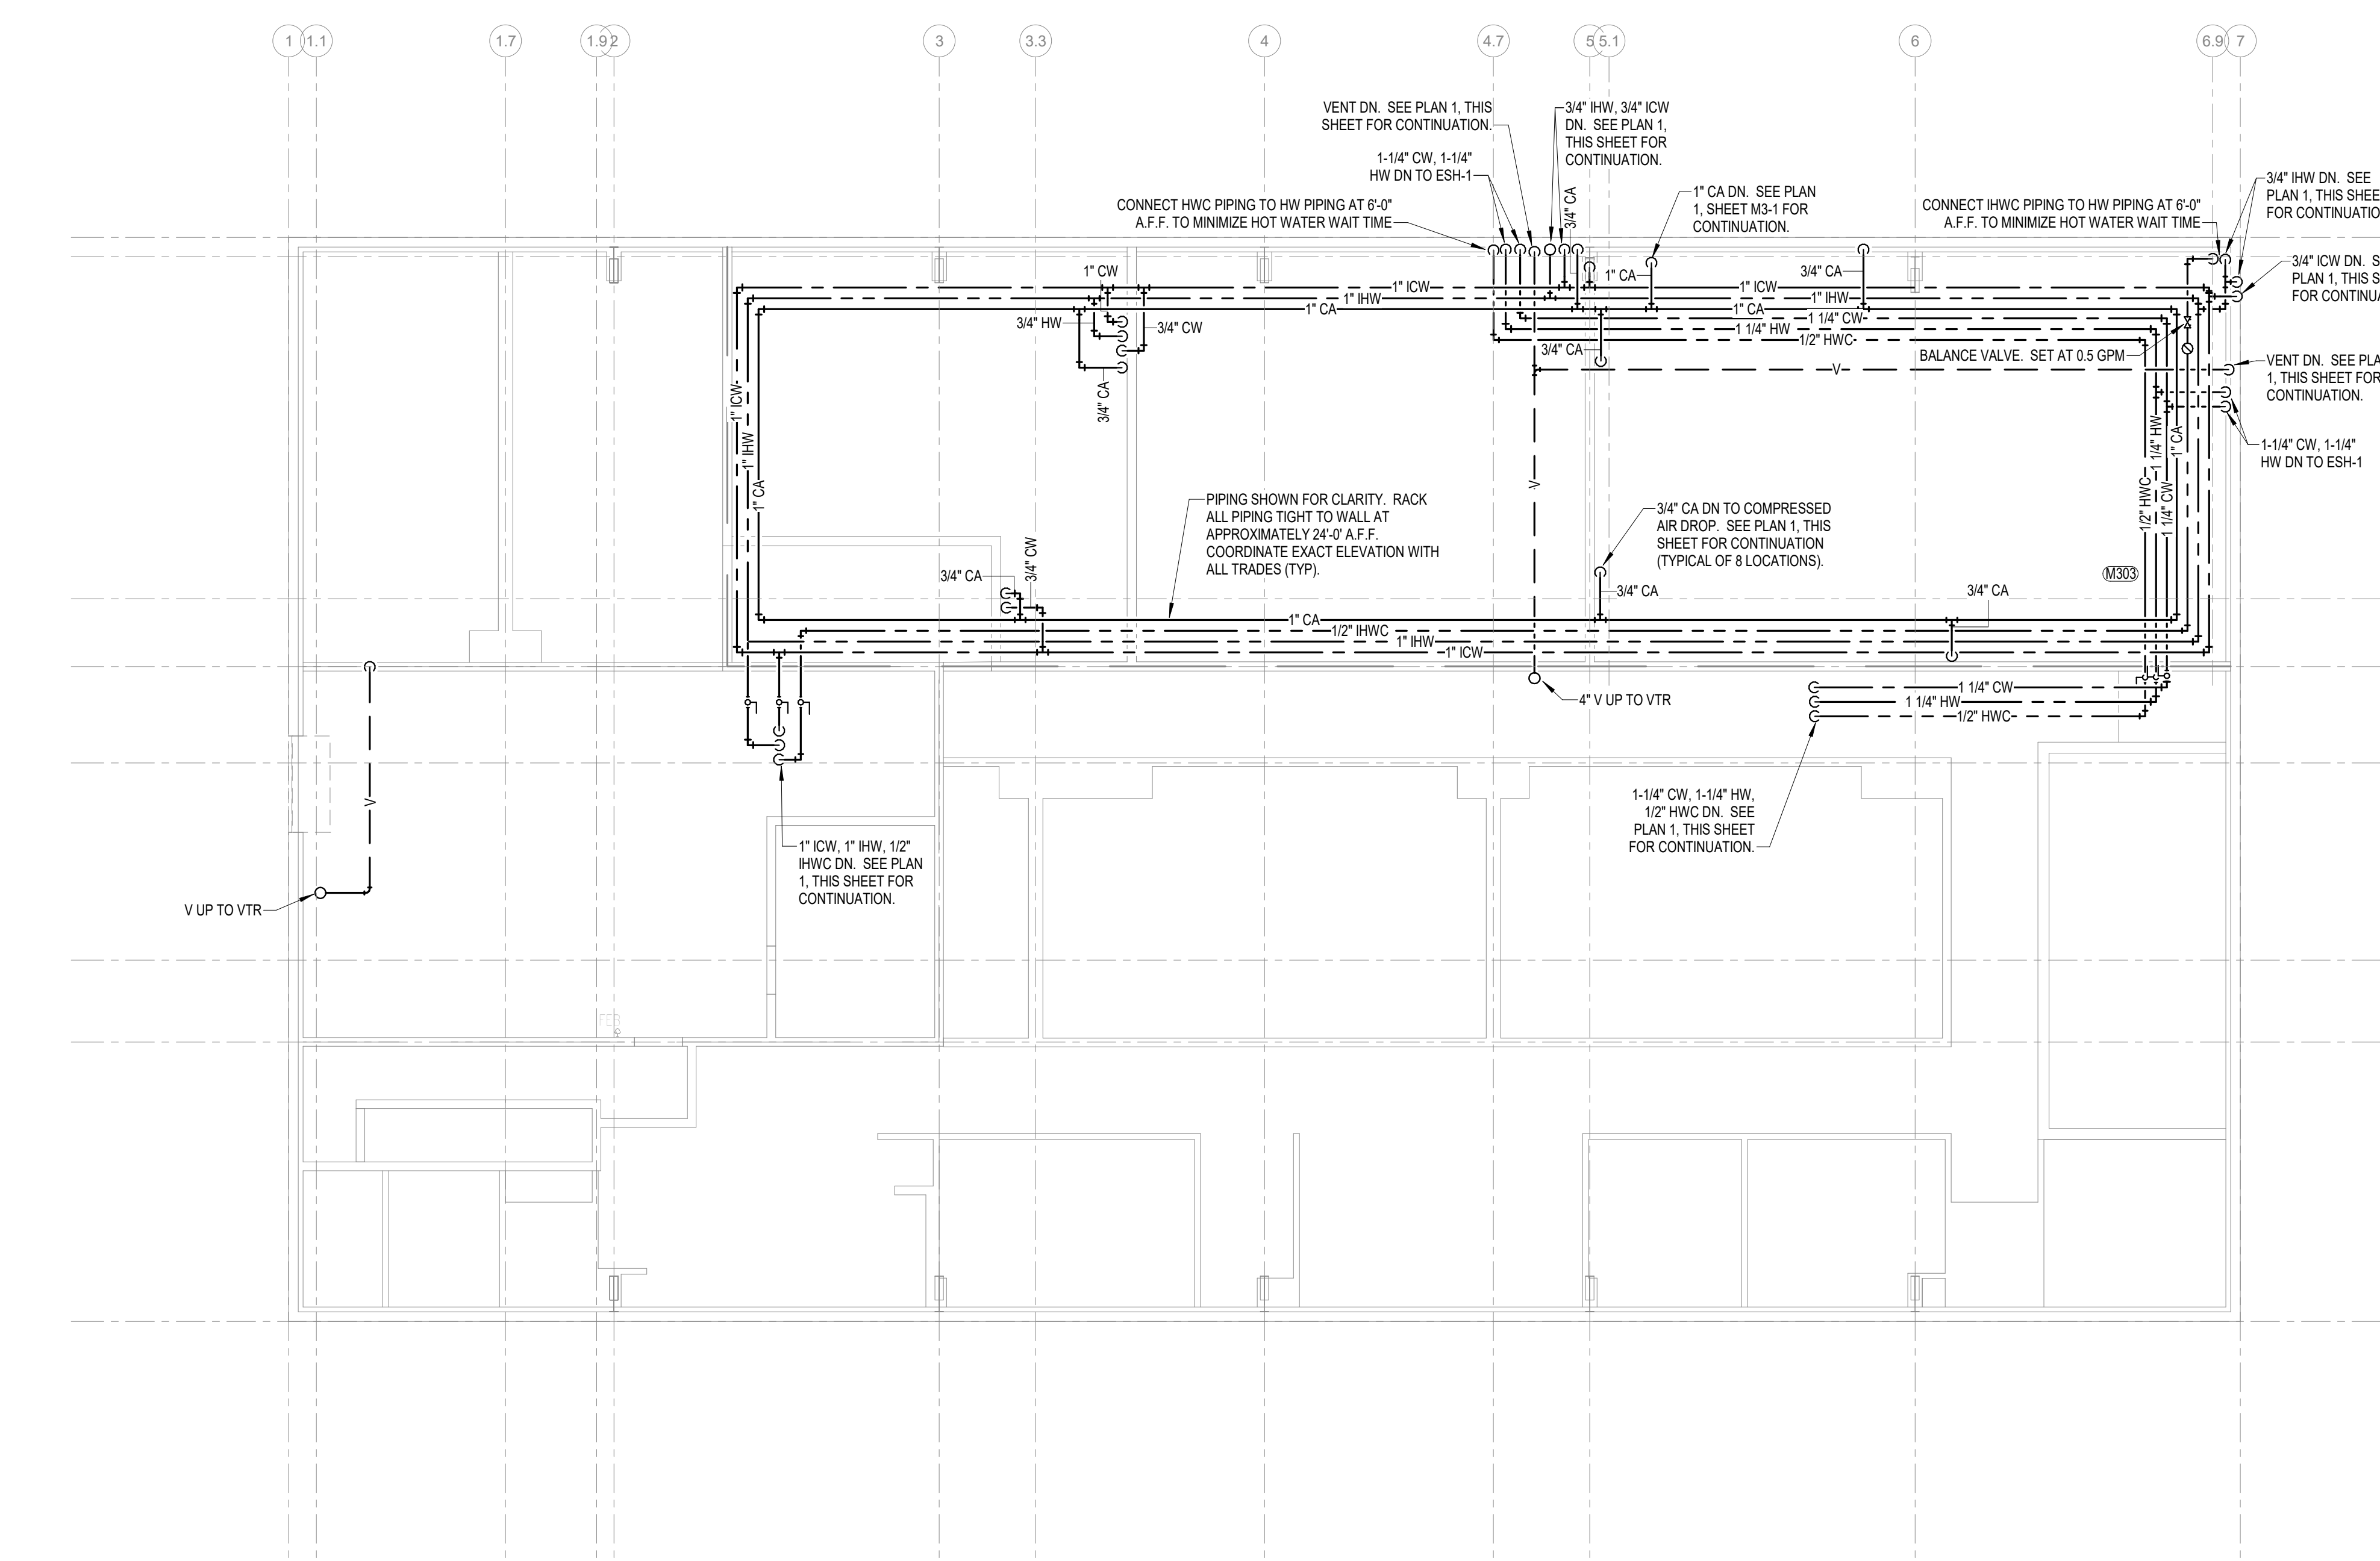 1
1.1
1.7
1.9
2
3
3.3
4
4.7
5
5.1
6
6.9
7
VENT DN. SEE PLAN 1, THIS
SHEET FOR CONTINUATION.
3/4" IHW, 3/4" ICW
DN. SEE PLAN 1,
THIS SHEET FOR
CONTINUATION.
1-1/4" CW, 1-1/4"
HW DN TO ESH-1
CONNECT HWC PIPING TO HW PIPING AT 6'-0"
A.F.F. TO MINIMIZE HOT WATER WAIT TIME
3/4" CA
1" CA DN. SEE PLAN
1, SHEET M3-1 FOR
CONTINUATION.
CONNECT IHWC PIPING TO HW PIPING AT 6'-0"
A.F.F. TO MINIMIZE HOT WATER WAIT TIME
3/4" IHW DN. SEE
PLAN 1, THIS SHEE
FOR CONTINUATIO
3/4" ICW DN. S
PLAN 1, THIS S
FOR CONTINUA
1" CW
1" CA
3/4" CA
1" ICW
1" ICW
1" IHW
1" IHW
1" CA
1" CA
3/4" HW
3/4" CW
1 1/4" CW
1 1/4" HW
1/2" HWC
3/4" CA
BALANCE VALVE. SET AT 0.5 GPM
V
VENT DN. SEE PLA
1, THIS SHEET FOR
CONTINUATION.
3/4" CA
1" ICW
1" IHW
1" CA
V
1 1/4" HW
1" CA
1/2" HWC
1 1/4" CW
1-1/4" CW, 1-1/4"
HW DN TO ESH-1
PIPING SHOWN FOR CLARITY. RACK
ALL PIPING TIGHT TO WALL AT
APPROXIMATELY 24'-0' A.F.F.
COORDINATE EXACT ELEVATION WITH
ALL TRADES (TYP).
3/4" CA DN TO COMPRESSED
AIR DROP. SEE PLAN 1, THIS
SHEET FOR CONTINUATION
(TYPICAL OF 8 LOCATIONS).
3/4" CA
3/4" CW
M303
3/4" CA
3/4" CA
1" CA
1/2" IHWC
1" IHW
1" ICW
4" V UP TO VTR
1 1/4" CW
1 1/4" HW
1/2" HWC
V
1-1/4" CW, 1-1/4" HW,
1/2" HWC DN. SEE
PLAN 1, THIS SHEET
FOR CONTINUATION.
1" ICW, 1" IHW, 1/2"
IHWC DN. SEE PLAN
1, THIS SHEET FOR
CONTINUATION.
V UP TO VTR